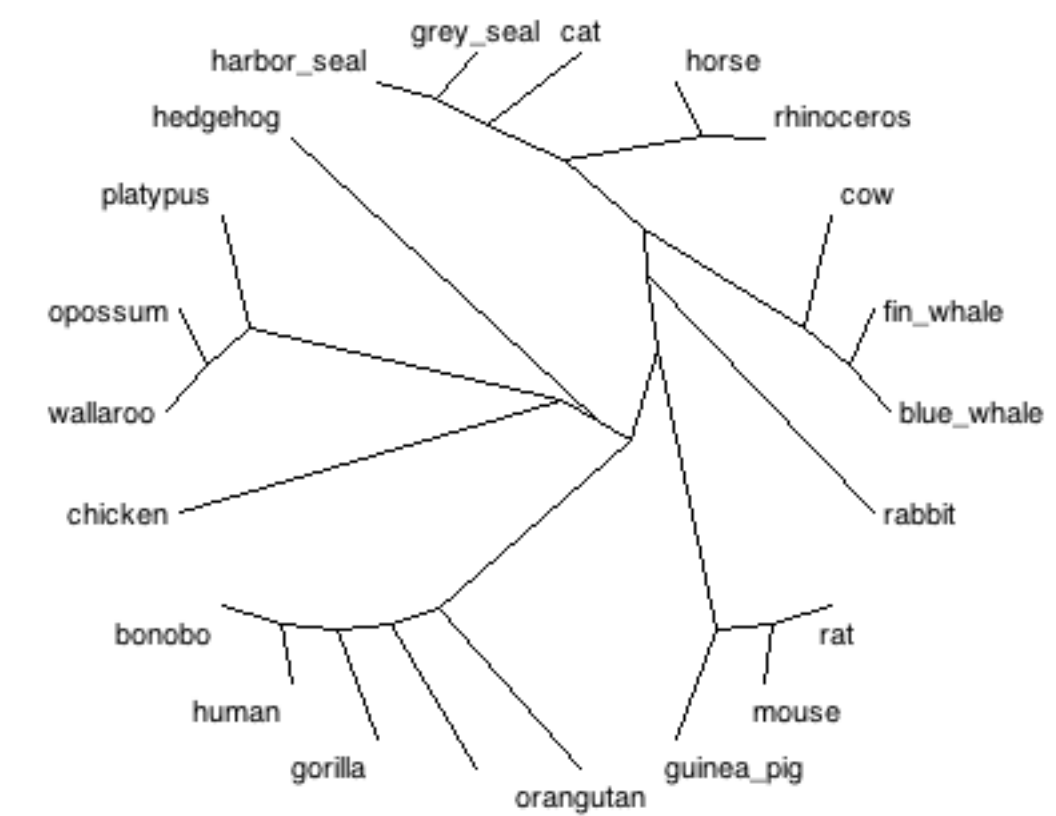 grey_seal cat
harbor_seal
horse
hedgehog
rhinoceros
platypus
cow
opossum
fin_whale
wallaroo
blue_whale
chicken
rabbit
bonobo
rat
human
mouse
gorilla
guinea_pig
orangutan